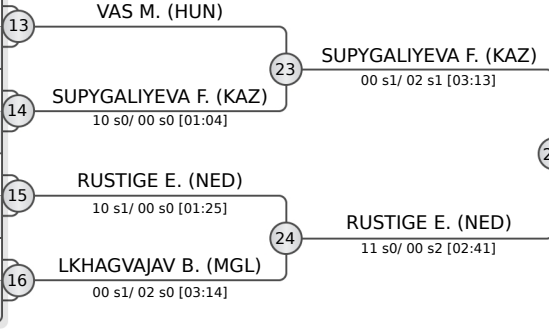 13
VAS M. (HUN)
23
SUPYGALIYEVA F. (KAZ)
00 s1/ 02 s1 [03:13]
14
SUPYGALIYEVA F. (KAZ)
10 s0/ 00 s0 [01:04]
15
RUSTIGE E. (NED)
10 s1/ 00 s0 [01:25]
24
RUSTIGE E. (NED)
11 s0/ 00 s2 [02:41]
16
LKHAGVAJAV B. (MGL)
00 s1/ 02 s0 [03:14]